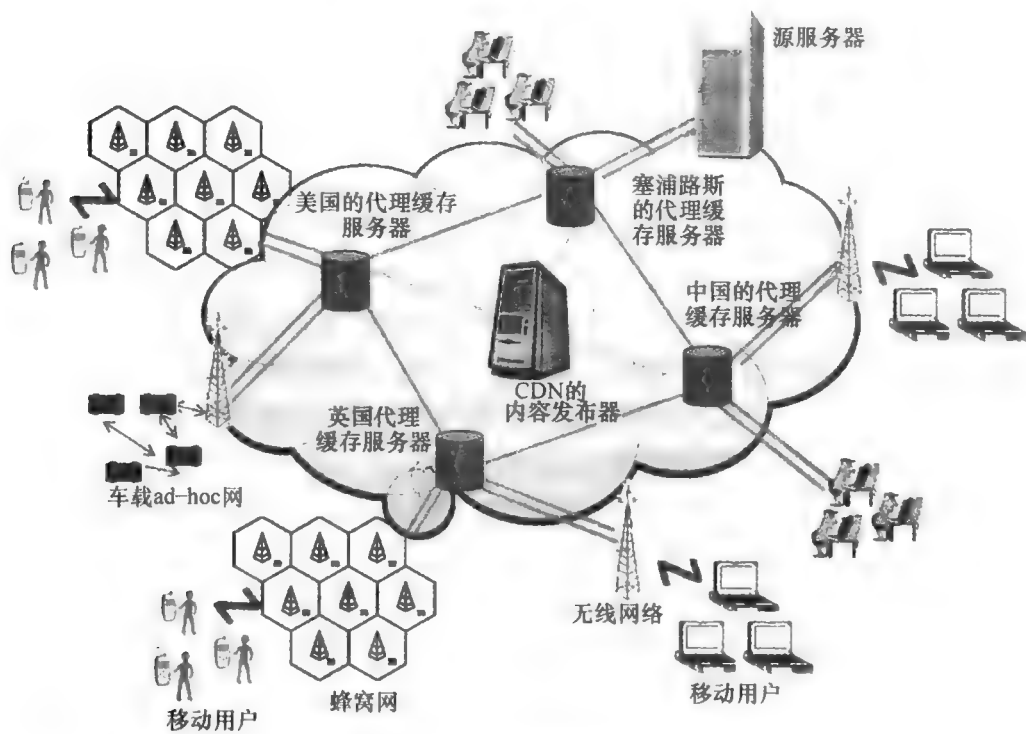 源服务器
美国的代理缓存
服务器
塞浦路斯
的代理缓
存服务器
中国的代理
缓存服务器
CDN的
内容发布器
英国代理
缓存服务器
车载ad-hoc网
无线网络
蜂窝网
移动用户
移动用户